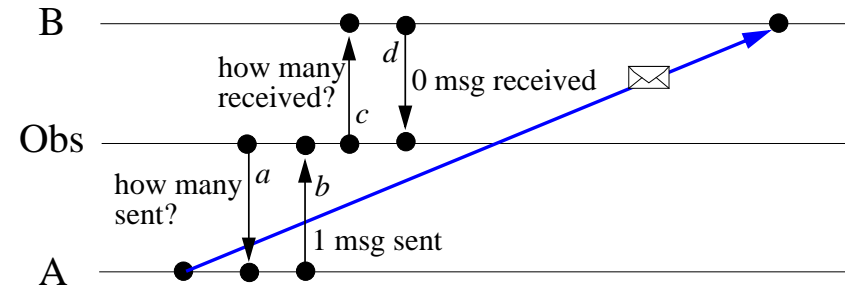 B
d
how many
received?
0 msg received
c
Obs
how many
sent?
a
b
1 msg sent
A